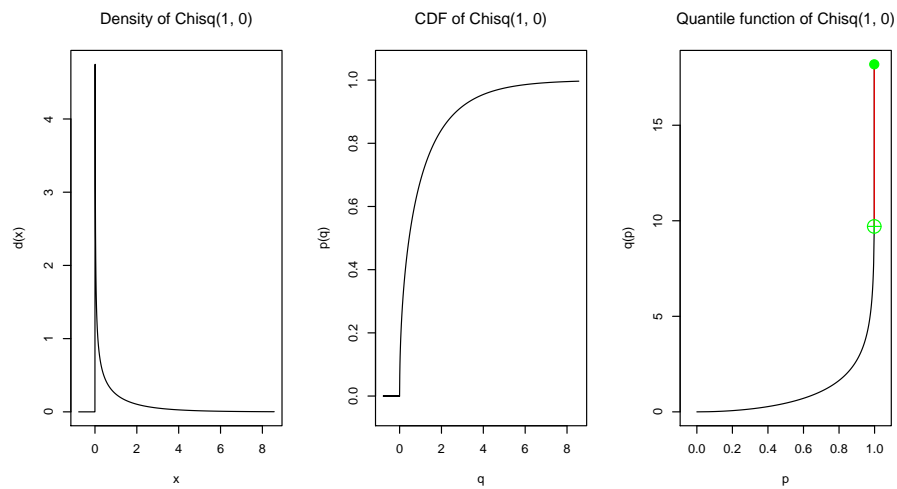 Density of Chisq(1, 0)
d(x)
0 1 2 3 4
0 2 4 6 8
x
CDF of Chisq(1, 0)
p(q)
0.0 0.2 0.4 0.6 0.8 1.0
0 2 4 6 8
q
Quantile function of Chisq(1, 0)
q(p)
0 5 10 15
0.0 0.2 0.4 0.6 0.8 1.0
p